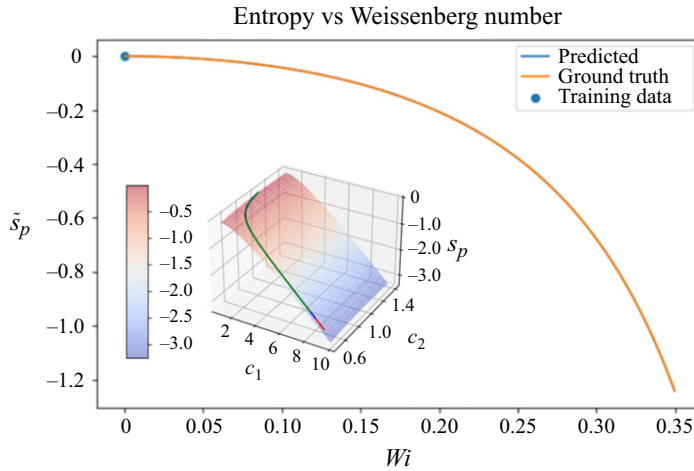 Entropy vs Weissenberg number
Predicted
Ground truth
Training data
0
–0.2
–0.4
–0.6
–0.8
–1.0
–1.2
s̃p
–0.5
–1.0
–1.5
–2.0
–2.5
–3.0
0
–1.0
–2.0
–3.0
sp
2 4 6 8 10
c1
0.6 1.0 1.4
c2
0 0.05 0.10 0.15 0.20 0.25 0.30 0.35
Wi